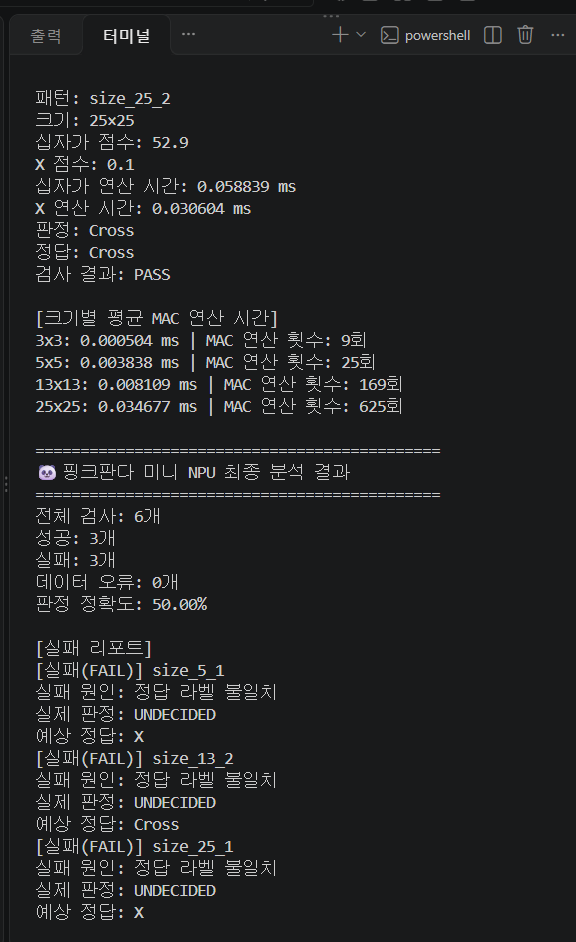 출력
터미널
powershell
패턴: size_25_2
크기: 25x25
십자가 점수: 52.9
X 점수: 0.1
십자가 연산 시간: 0.058839 ms
X 연산 시간: 0.030604 ms
판정: Cross
정답: Cross
검사 결과: PASS
[크기별 평균 MAC 연산 시간]
3x3: 0.000504 ms | MAC 연산 횟수: 9회
5x5: 0.003838 ms | MAC 연산 횟수: 25회
13x13: 0.008109 ms | MAC 연산 횟수: 169회
25x25: 0.034677 ms | MAC 연산 횟수: 625회
=============================================
🐼 핑크판다 미니 NPU 최종 분석 결과
=============================================
전체 검사: 6개
성공: 3개
실패: 3개
데이터 오류: 0개
판정 정확도: 50.00%
[실패 리포트]
[실패(FAIL)] size_5_1
실패 원인: 정답 라벨 불일치
실제 판정: UNDECIDED
예상 정답: X
[실패(FAIL)] size_13_2
실패 원인: 정답 라벨 불일치
실제 판정: UNDECIDED
예상 정답: Cross
[실패(FAIL)] size_25_1
실패 원인: 정답 라벨 불일치
실제 판정: UNDECIDED
예상 정답: X